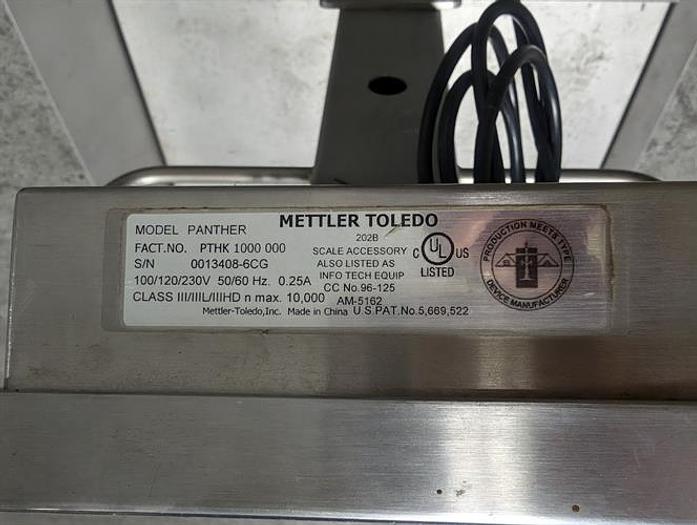 METTLER TOLEDO
MODEL PANTHER
FACT.NO. PTHK 1000 000
S/N 0013408-6CG
100/120/230V 50/60 Hz. 0.25A
CLASS III/IIIL/IIIHD n max. 10,000
202B
SCALE ACCESSORY
ALSO LISTED AS
INFO TECH EQUIP
CC No.96-125
AM-5162
C UL US
LISTED
Mettler-Toledo,Inc. Made in China U.S.PAT.No.5,669,522
PRODUCTION MEETS TYPE
DEVICE MANUFACTURER